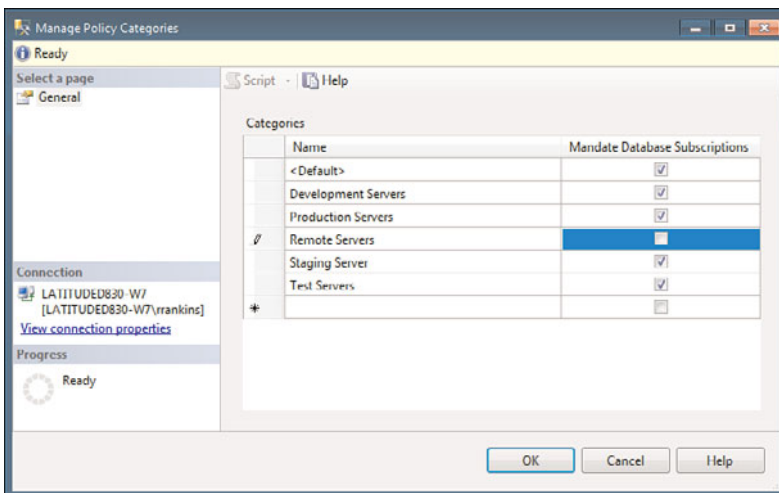 Manage Policy Categories
Ready
Select a page
General
Script
Help
Categories
Name Mandate Database Subscriptions
<Default>
Development Servers
Production Servers
Remote Servers
Staging Server
Test Servers
Connection
LATITUDED830-W7
[LATITUDED830-W7\rrankins]
View connection properties
Progress
Ready
OK Cancel Help